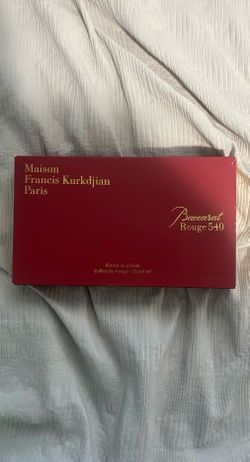 Maison
Francis Kurkdjian
Paris
Baccarat
Rouge 540
Extrait de parfum
Coffret de voyage - Travel set